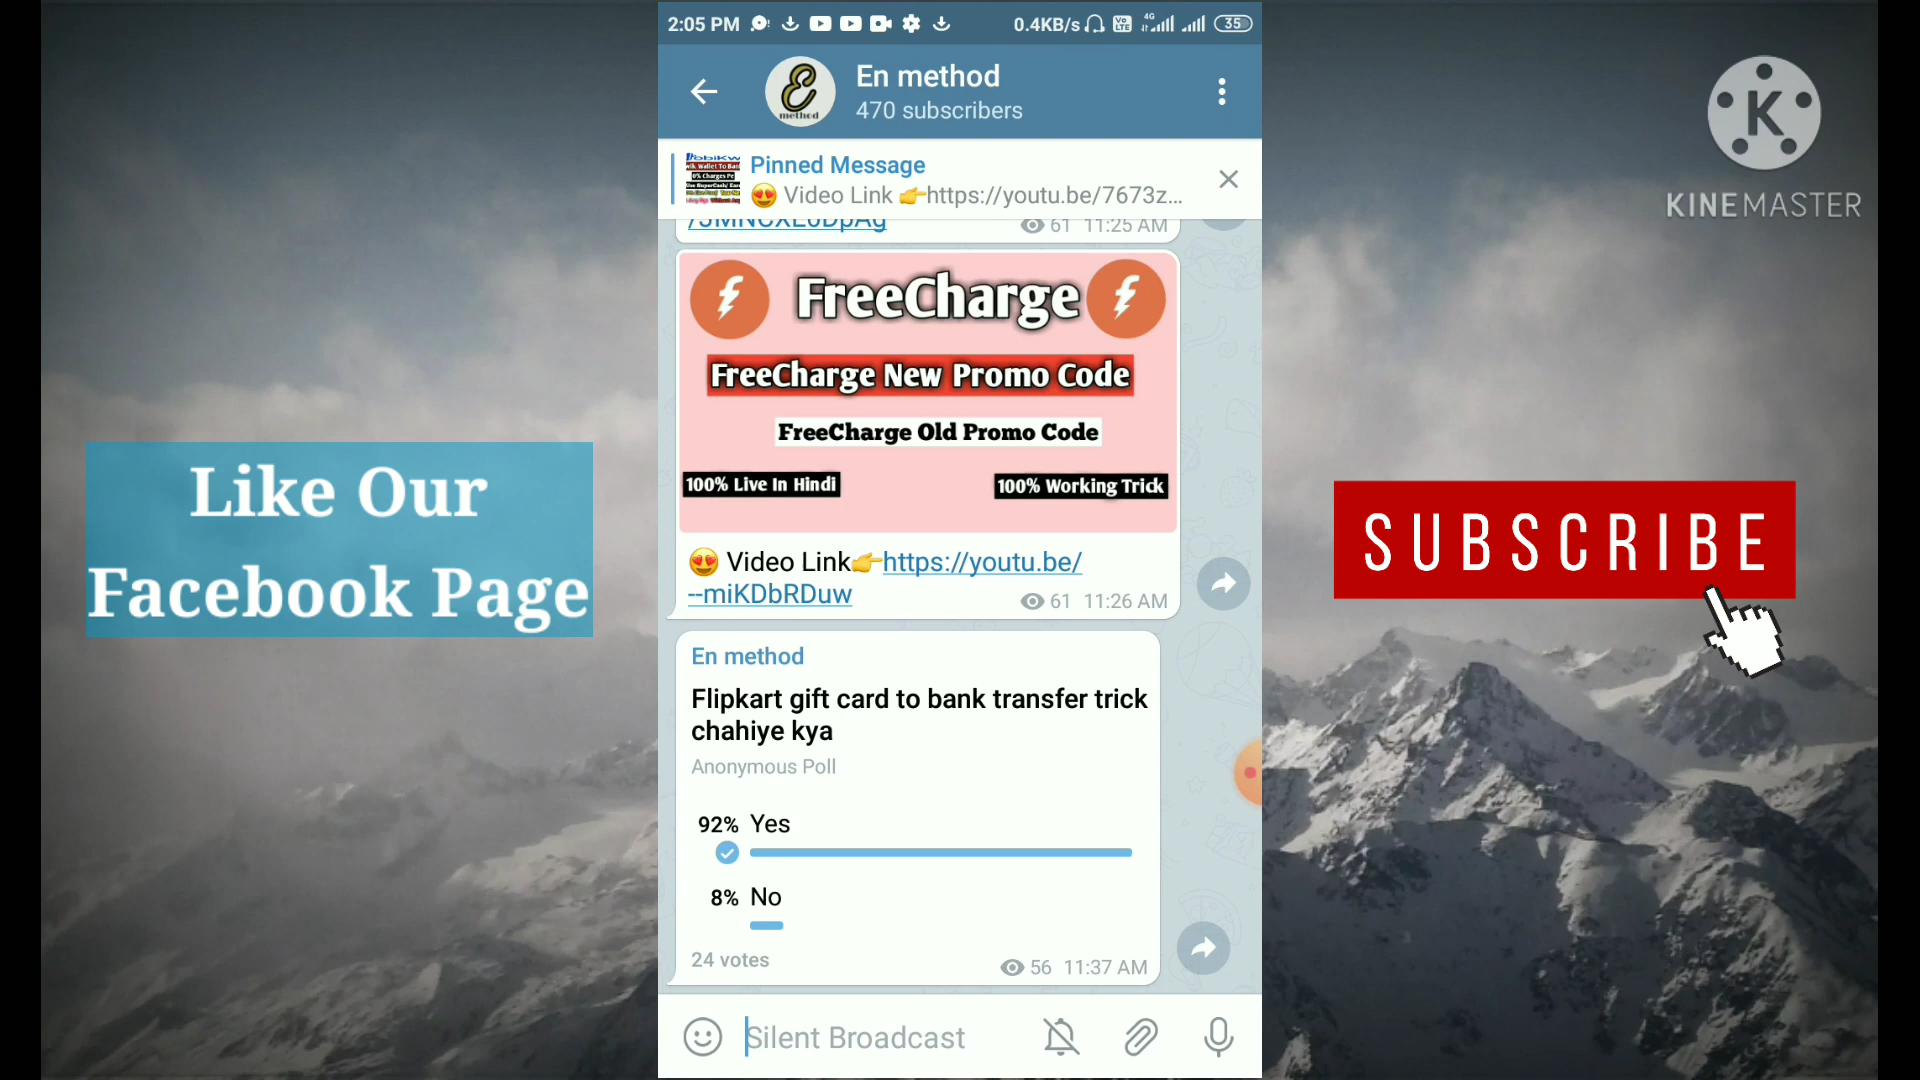 2:05 PM
0.4KB/s
4G
35
En method
470 subscribers
method
Pinned Message
😍 Video Link 👉https://youtu.be/7673z...
61 11:25 AM
FreeCharge
FreeCharge New Promo Code
FreeCharge Old Promo Code
100% Live In Hindi
100% Working Trick
😍 Video Link👉https://youtu.be/
--miKDbRDuw
61 11:26 AM
En method
Flipkart gift card to bank transfer trick
chahiye kya
Anonymous Poll
92% Yes
8% No
24 votes
56 11:37 AM
Silent Broadcast
Like Our
Facebook Page
K
KINEMASTER
SUBSCRIBE